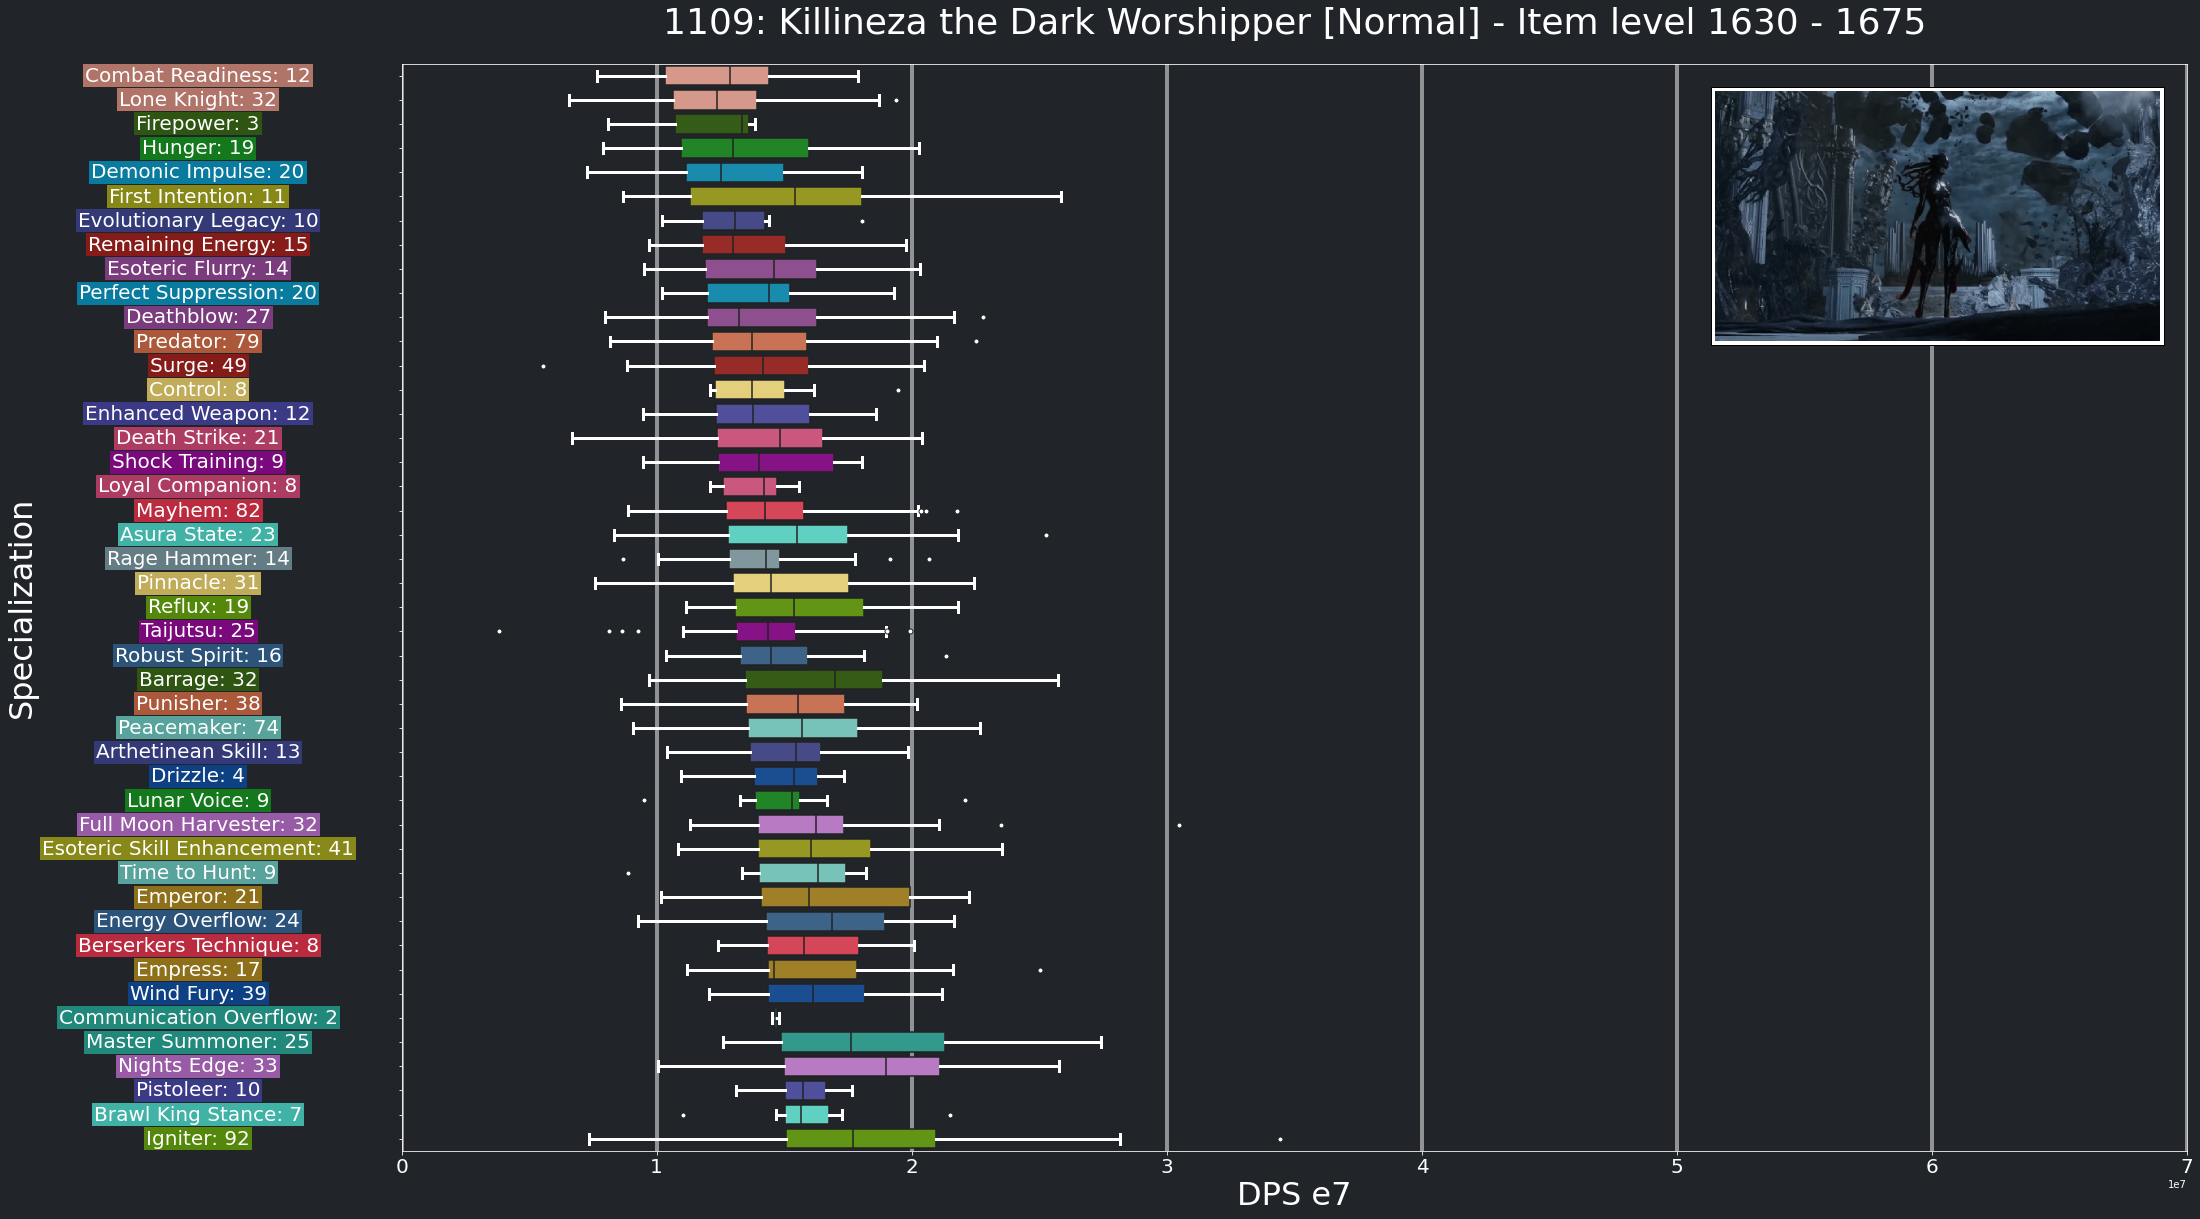 1109: Killineza the Dark Worshipper [Normal] - Item level 1630 - 1675
Combat Readiness: 12
Lone Knight: 32
Firepower: 3
Hunger: 19
Demonic Impulse: 20
First Intention: 11
Evolutionary Legacy: 10
Remaining Energy: 15
Esoteric Flurry: 14
Perfect Suppression: 20
Deathblow: 27
Predator: 79
Surge: 49
Control: 8
Enhanced Weapon: 12
Death Strike: 21
Shock Training: 9
Loyal Companion: 8
Mayhem: 82
Asura State: 23
Rage Hammer: 14
Pinnacle: 31
Reflux: 19
Taijutsu: 25
Robust Spirit: 16
Barrage: 32
Punisher: 38
Peacemaker: 74
Arthetinean Skill: 13
Drizzle: 4
Lunar Voice: 9
Full Moon Harvester: 32
Esoteric Skill Enhancement: 41
Time to Hunt: 9
Emperor: 21
Energy Overflow: 24
Berserkers Technique: 8
Empress: 17
Wind Fury: 39
Communication Overflow: 2
Master Summoner: 25
Nights Edge: 33
Pistoleer: 10
Brawl King Stance: 7
Igniter: 92
Specialization
0 1 2 3 4 5 6 7
1e7
DPS e7